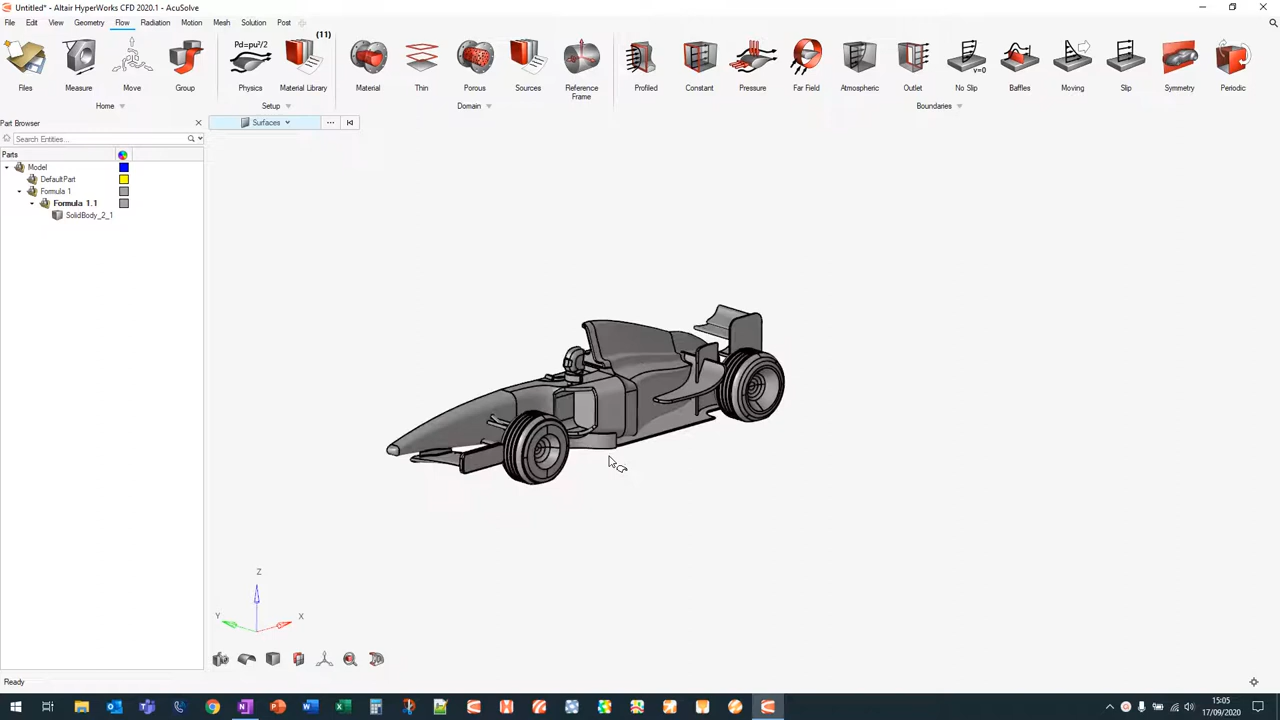 Untitled* - Altair HyperWorks CFD 2020.1 - AcuSolve
File Edit View Geometry Flow Radiation Motion Mesh Solution Post
Pd=ρu²/2 (11)
Files Measure Move Group Physics Material Library Material Thin Porous Sources Reference Frame Profiled Constant Pressure Far Field Atmospheric Outlet No Slip Baffles Moving Slip Symmetry Periodic
v=0
Home Setup Domain Boundaries
Part Browser
Surfaces
Search Entities...
Parts
Model
DefaultPart
Formula 1
Formula 1.1
SolidBody_2_1
Z
Y
X
Ready
15:05
17/09/2020